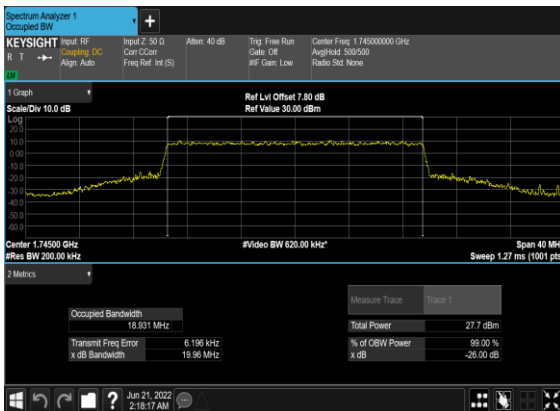 Spectrum Analyzer 1
Occupied BW
KEYSIGHT Input: RF Input Z: 50 Ω Atten: 40 dB Trig: Free Run Center Freq: 1.745000000 GHz
R T Coupling: DC Corr CCorr Gate: Off Avg|Hold: 500/500
Align: Auto Freq Ref: Int (S) #IF Gain: Low Radio Std: None
LV
1 Graph
Scale/Div 10.0 dB Ref Lvl Offset 7.80 dB
Ref Value 30.00 dBm
Log
20.0
10.0
0.00
-10.0
-20.0
-30.0
-40.0
-50.0
-60.0
Center 1.74500 GHz #Video BW 620.00 kHz* Span 40 MH
#Res BW 200.00 kHz Sweep 1.27 ms (1001 pts
2 Metrics
Measure Trace Trace 1
Occupied Bandwidth
18.931 MHz Total Power 27.7 dBm
Transmit Freq Error 6.196 kHz % of OBW Power 99.00 %
x dB Bandwidth 19.96 MHz x dB -26.00 dB
Jun 21, 2022
2:18:17 AM